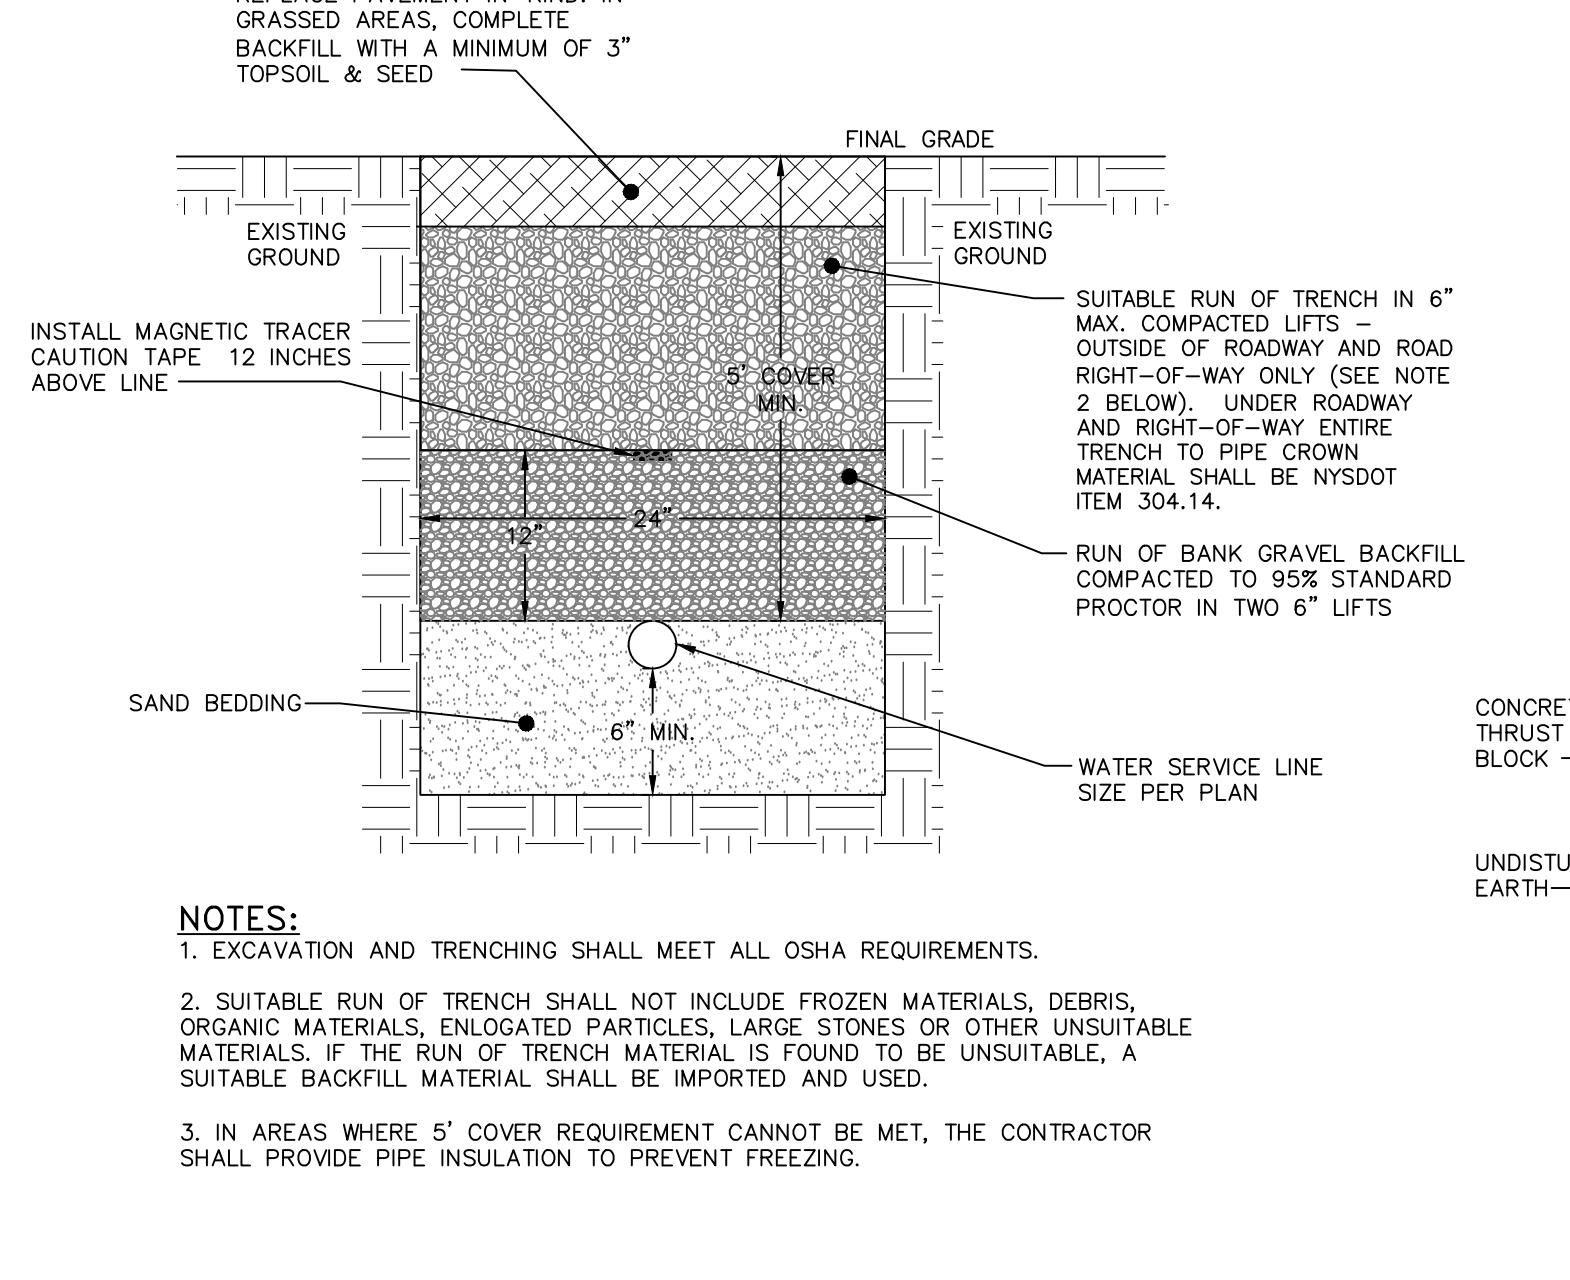 GRASSED AREAS, COMPLETE
BACKFILL WITH A MINIMUM OF 3”
TOPSOIL & SEED
FINAL GRADE
EXISTING
GROUND
EXISTING
GROUND
INSTALL MAGNETIC TRACER
CAUTION TAPE 12 INCHES
ABOVE LINE
SUITABLE RUN OF TRENCH IN 6”
MAX. COMPACTED LIFTS –
OUTSIDE OF ROADWAY AND ROAD
RIGHT–OF–WAY ONLY (SEE NOTE
2 BELOW). UNDER ROADWAY
AND RIGHT–OF–WAY ENTIRE
TRENCH TO PIPE CROWN
MATERIAL SHALL BE NYSDOT
ITEM 304.14.
5’ COVER
MIN.
24”
12”
RUN OF BANK GRAVEL BACKFILL
COMPACTED TO 95% STANDARD
PROCTOR IN TWO 6” LIFTS
SAND BEDDING
6” MIN.
WATER SERVICE LINE
SIZE PER PLAN
THRUST
BLOCK
EARTH
NOTES:
1. EXCAVATION AND TRENCHING SHALL MEET ALL OSHA REQUIREMENTS.
2. SUITABLE RUN OF TRENCH SHALL NOT INCLUDE FROZEN MATERIALS, DEBRIS,
ORGANIC MATERIALS, ENLOGATED PARTICLES, LARGE STONES OR OTHER UNSUITABLE
MATERIALS. IF THE RUN OF TRENCH MATERIAL IS FOUND TO BE UNSUITABLE, A
SUITABLE BACKFILL MATERIAL SHALL BE IMPORTED AND USED.
3. IN AREAS WHERE 5’ COVER REQUIREMENT CANNOT BE MET, THE CONTRACTOR
SHALL PROVIDE PIPE INSULATION TO PREVENT FREEZING.